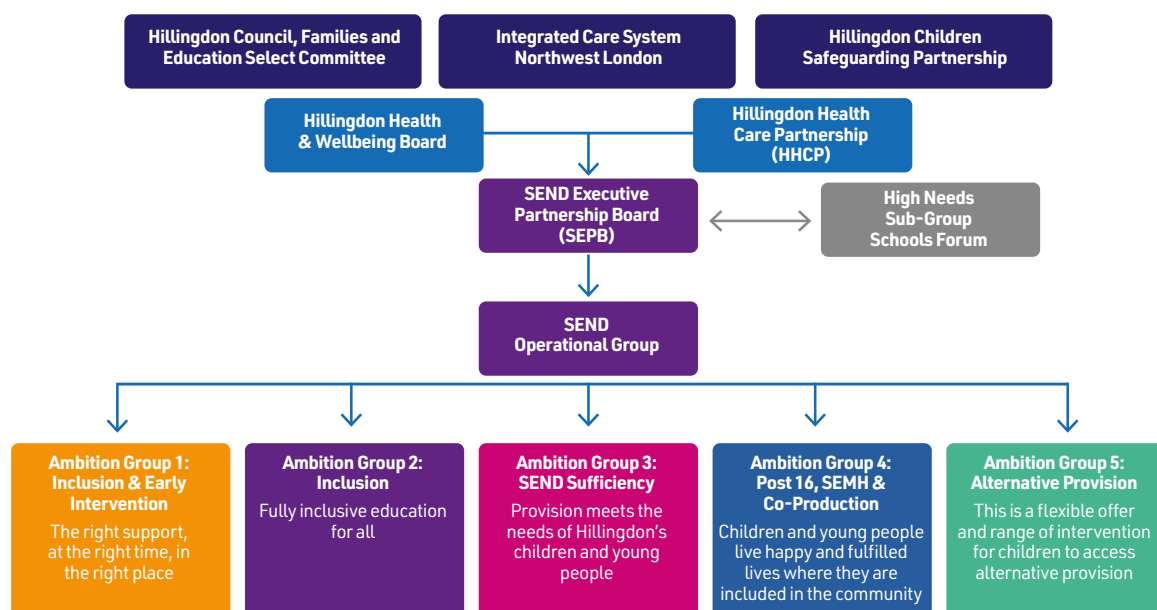 Hillingdon Council, Families and
Education Select Committee
Integrated Care System
Northwest London
Hillingdon Children
Safeguarding Partnership
Hillingdon Health
& Wellbeing Board
Hillingdon Health
Care Partnership
(HHCP)
SEND Executive
Partnership Board
(SEPB)
High Needs
Sub-Group
Schools Forum
SEND
Operational Group
Ambition Group 1:
Inclusion & Early
Intervention
The right support,
at the right time, in
the right place
Ambition Group 2:
Inclusion
Fully inclusive education
for all
Ambition Group 3:
SEND Sufficiency
Provision meets the
needs of Hillingdon’s
children and young
people
Ambition Group 4:
Post 16, SEMH &
Co-Production
Children and young people
live happy and fulfilled
lives where they are
included in the community
Ambition Group 5:
Alternative Provision
This is a flexible offer
and range of intervention
for children to access
alternative provision